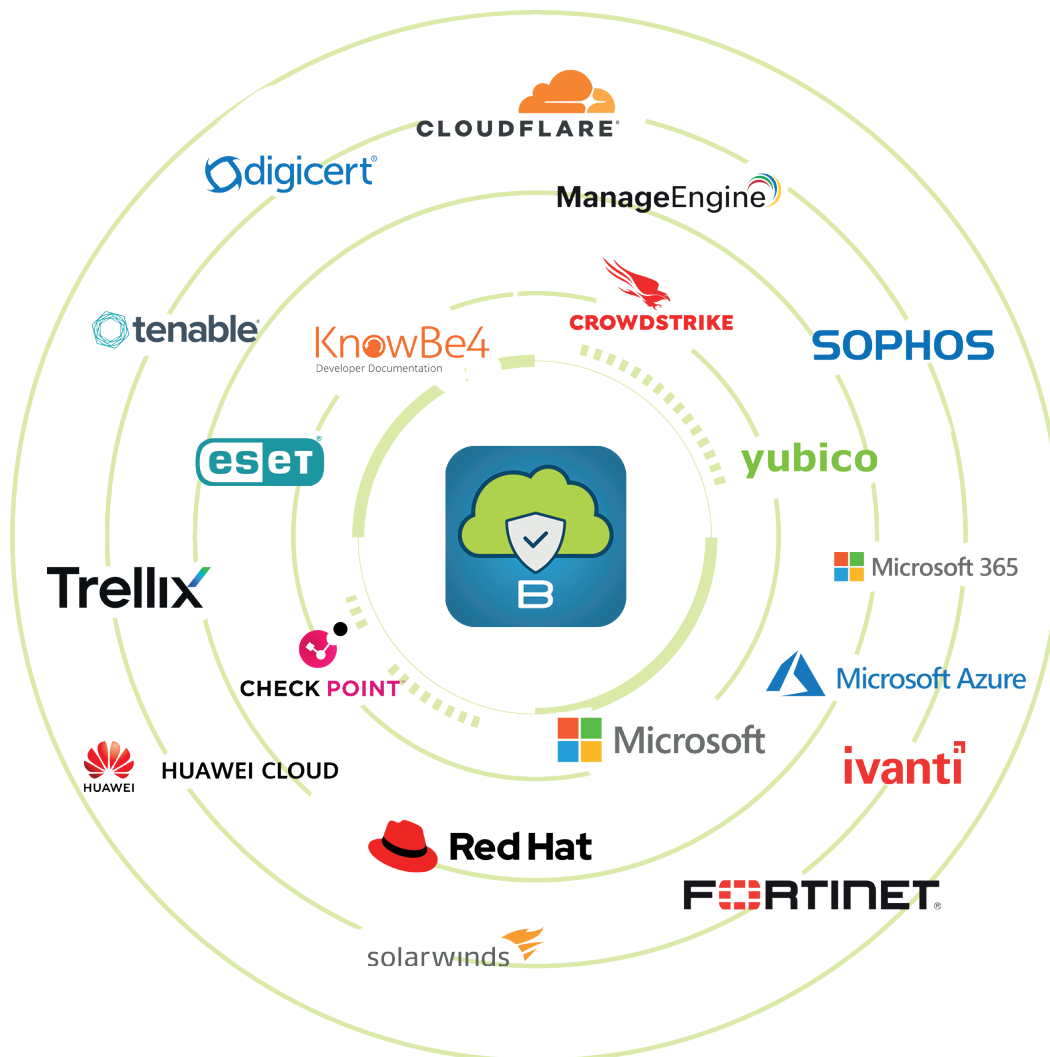 CLOUDFLARE®
digicert®
ManageEngine
CROWDSTRIKE
tenable®
KnowBe4
Developer Documentation
SOPHOS
eset®
yubico
B
Microsoft 365
Trellix
CHECK POINT™
Microsoft Azure
Microsoft
ivanti
HUAWEI
HUAWEI CLOUD
Red Hat
FORTINET®
solarwinds